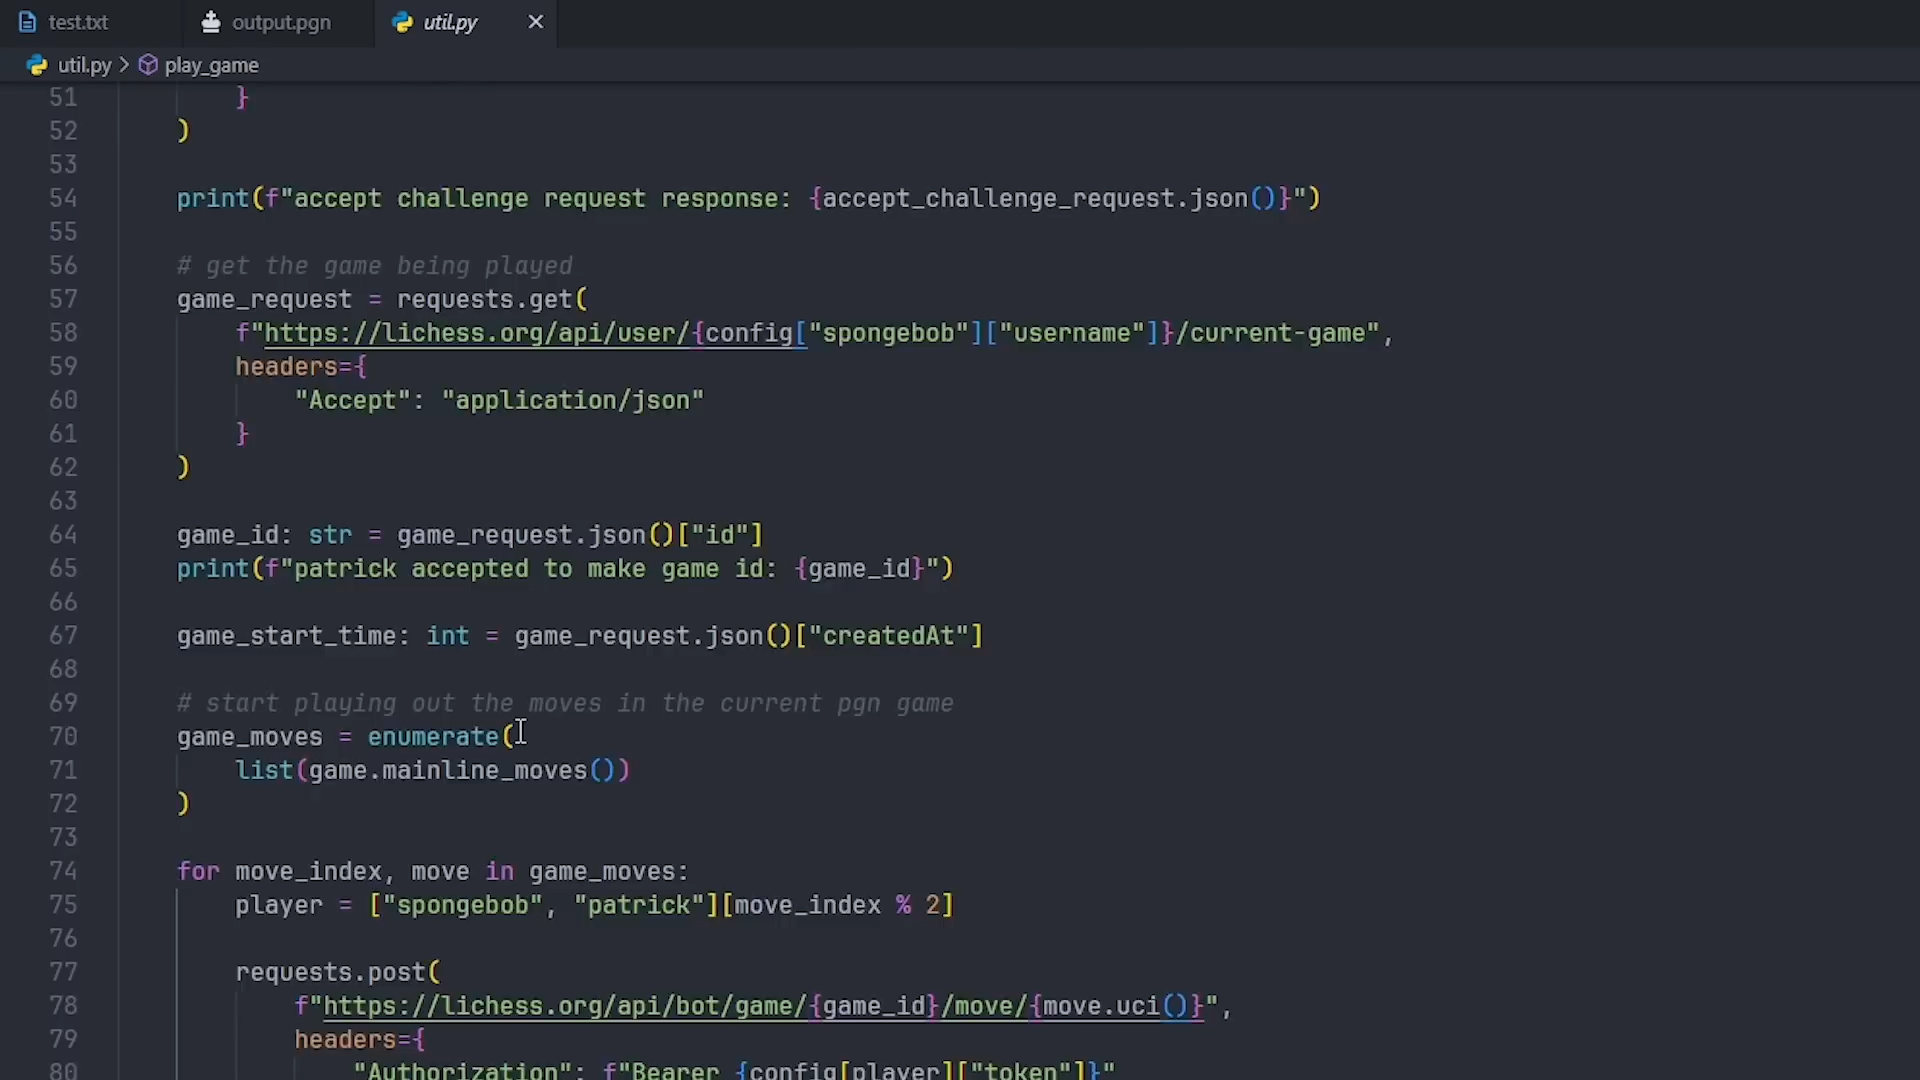 test.txt output.pgn util.py ×
util.py > play_game
51 }
52 )
53
54 print(f"accept challenge request response: {accept_challenge_request.json()}")
55
56 # get the game being played
57 game_request = requests.get(
58 f"https://lichess.org/api/user/{config["spongebob"]["username"]}/current-game",
59 headers={
60 "Accept": "application/json"
61 }
62 )
63
64 game_id: str = game_request.json()["id"]
65 print(f"patrick accepted to make game id: {game_id}")
66
67 game_start_time: int = game_request.json()["createdAt"]
68
69 # start playing out the moves in the current pgn game
70 game_moves = enumerate(
71 list(game.mainline_moves())
72 )
73
74 for move_index, move in game_moves:
75 player = ["spongebob", "patrick"][move_index % 2]
76
77 requests.post(
78 f"https://lichess.org/api/bot/game/{game_id}/move/{move.uci()}",
79 headers={
80 "Authorization": f"Bearer {config[player]["token"]}"